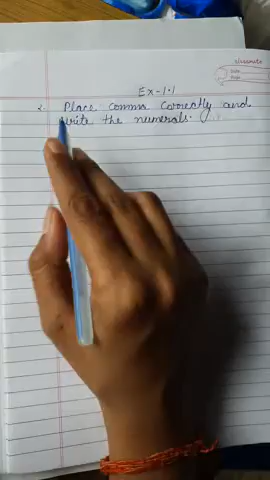 Ex-1.1
2. Place comma correctly and
write the numerals.